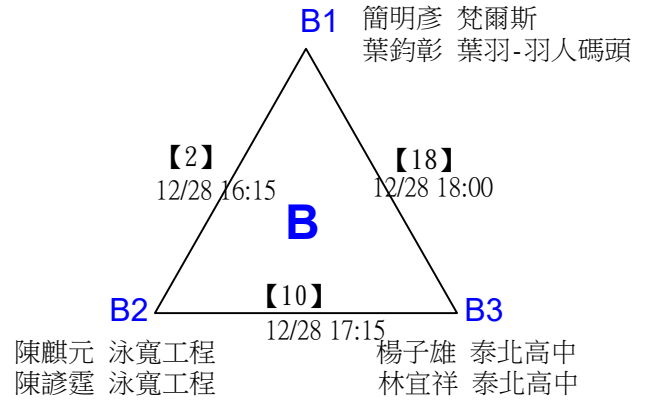 B1
簡明彥 梵爾斯
葉鈞彰 葉羽-羽人碼頭
【2】
12/28 16:15
【18】
12/28 18:00
B
B2
【10】
12/28 17:15
B3
陳麒元 泳寬工程
陳諺霆 泳寬工程
楊子雄 泰北高中
林宜祥 泰北高中